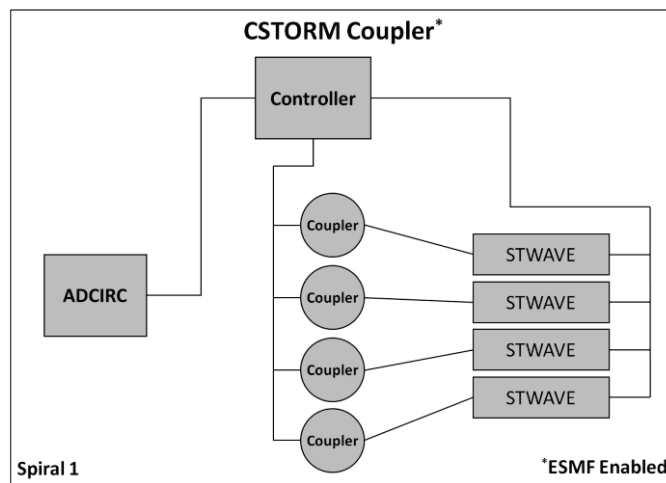 CSTORM Coupler*
Controller
Coupler
STWAVE
ADCIRC
Coupler
STWAVE
Coupler
STWAVE
Coupler
STWAVE
Spiral 1
*ESMF Enabled